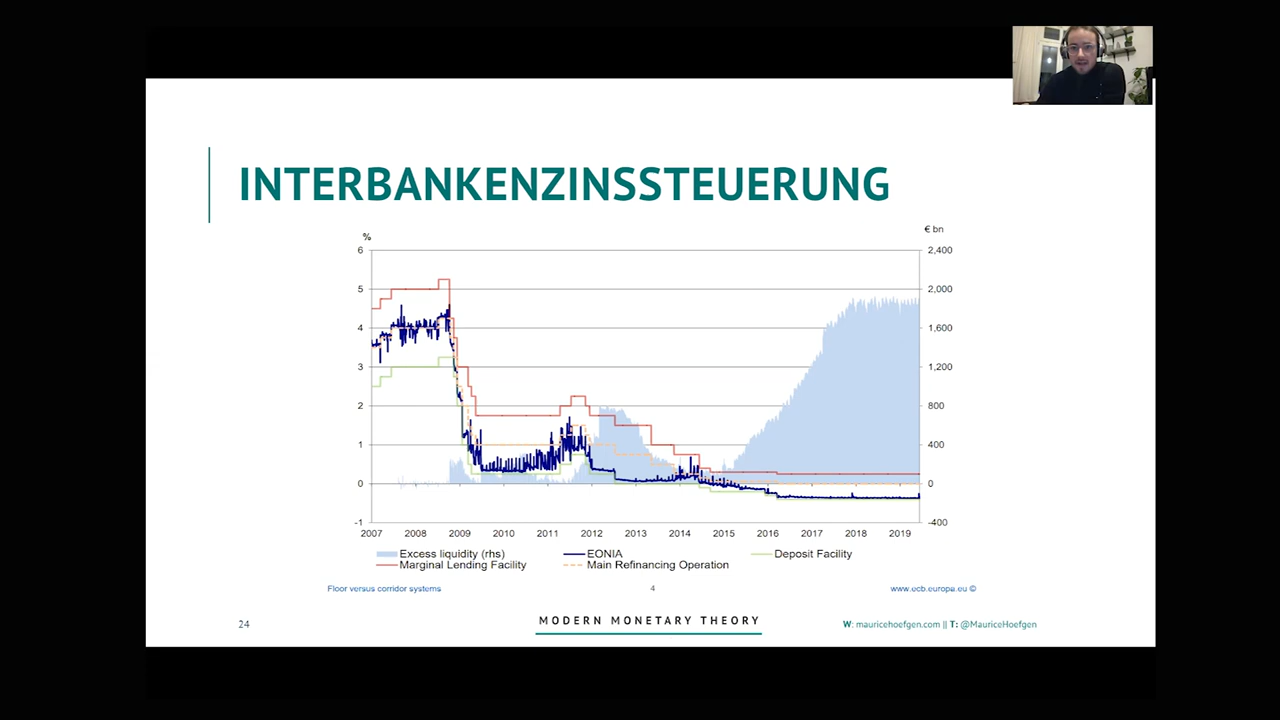 INTERBANKENZINSSTEUERUNG
% € bn
6 2,400
5 2,000
4 1,600
3 1,200
2 800
1 400
0 0
-1 -400
2007 2008 2009 2010 2011 2012 2013 2014 2015 2016 2017 2018 2019
Excess liquidity (rhs) EONIA Deposit Facility
Marginal Lending Facility Main Refinancing Operation
Floor versus corridor systems 4 www.ecb.europa.eu ©
24 MODERN MONETARY THEORY W: mauricehoefgen.com || T: @MauriceHoefgen